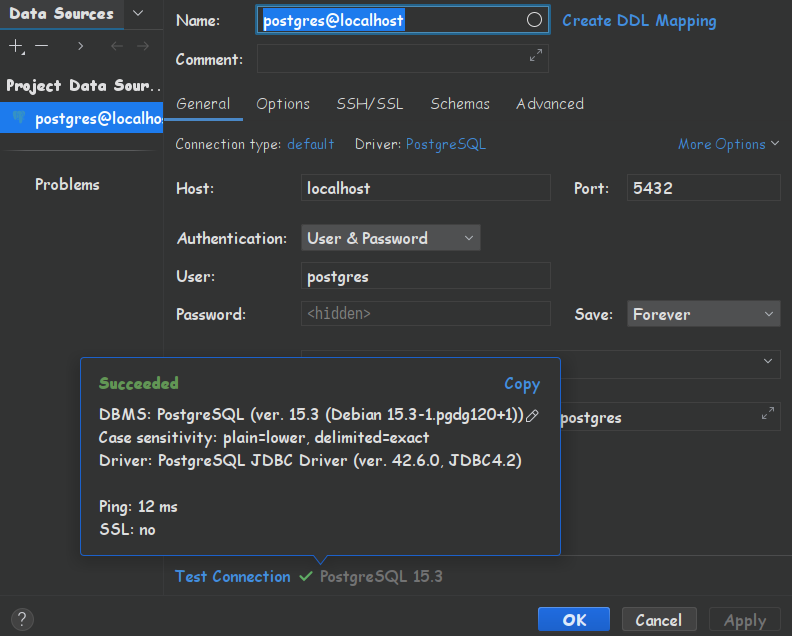 Data Sources
Name: postgres@localhost Create DDL Mapping
Comment:
Project Data Sour..
postgres@localho
Problems
General Options SSH/SSL Schemas Advanced
Connection type: default Driver: PostgreSQL More Options
Host: localhost Port: 5432
Authentication: User & Password
User: postgres
Password: <hidden> Save: Forever
postgres
Succeeded Copy
DBMS: PostgreSQL (ver. 15.3 (Debian 15.3-1.pgdg120+1))
Case sensitivity: plain=lower, delimited=exact
Driver: PostgreSQL JDBC Driver (ver. 42.6.0, JDBC4.2)
Ping: 12 ms
SSL: no
Test Connection PostgreSQL 15.3
? OK Cancel Apply